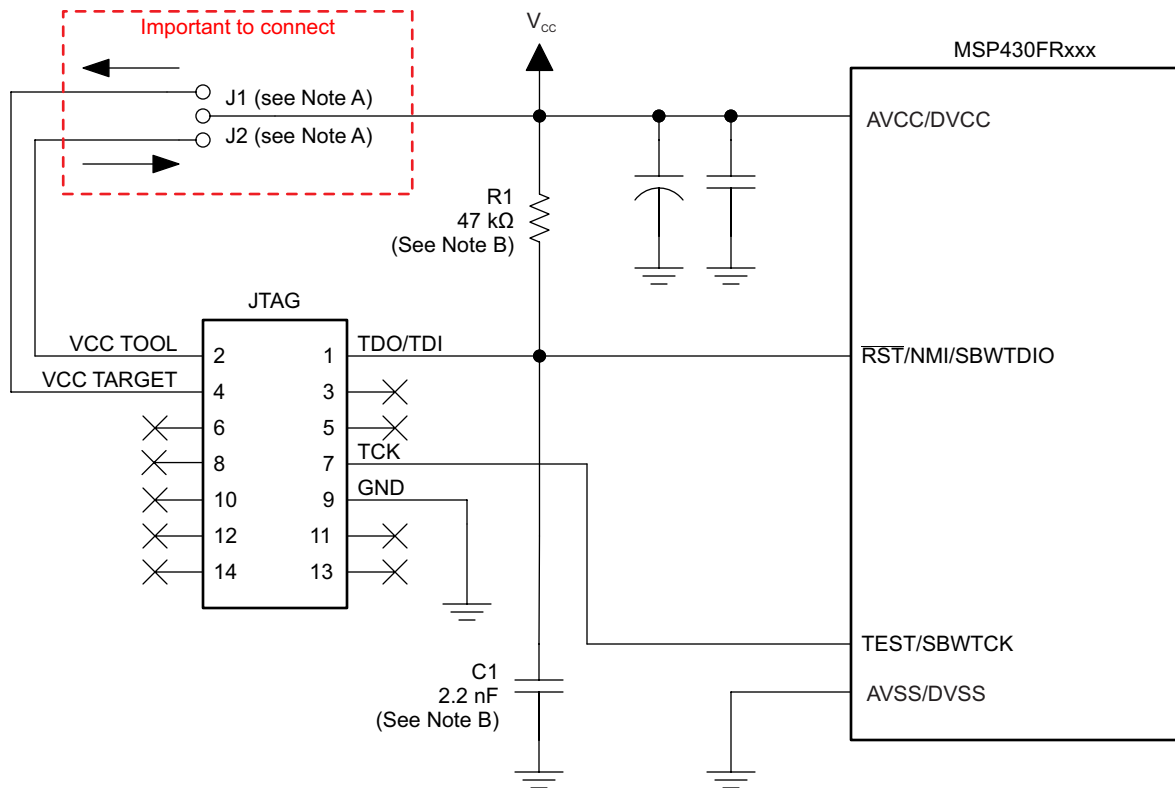 Important to connect
V_CC
MSP430FRxxx
J1 (see Note A)
J2 (see Note A)
AVCC/DVCC
R1
47 kΩ
(See Note B)
JTAG
VCC TOOL
2
1
TDO/TDI
RST/NMI/SBWTDIO
VCC TARGET
4
3
6
5
8
7
TCK
10
9
GND
12
11
14
13
TEST/SBWTCK
C1
2.2 nF
(See Note B)
AVSS/DVSS